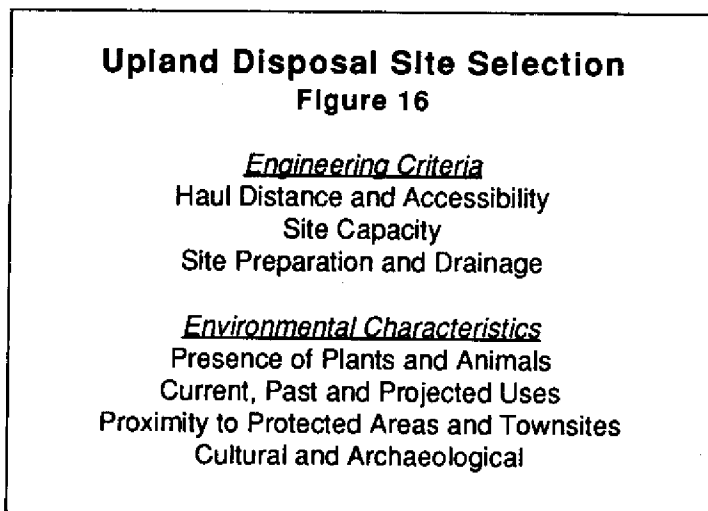 Upland Disposal Site Selection
Figure 16
Engineering Criteria
Haul Distance and Accessibility
Site Capacity
Site Preparation and Drainage
Environmental Characteristics
Presence of Plants and Animals
Current, Past and Projected Uses
Proximity to Protected Areas and Townsites
Cultural and Archaeological